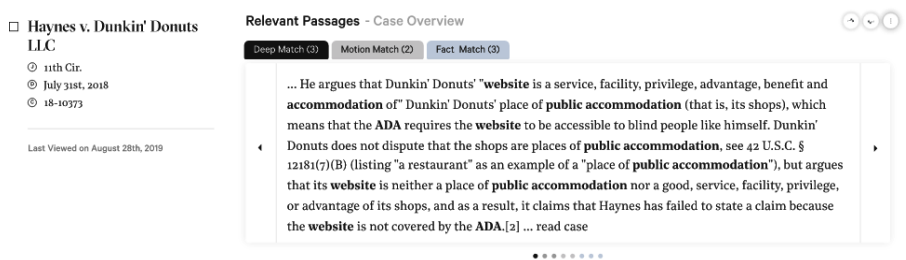 Haynes v. Dunkin' Donuts
LLC
J 11th Cir.
D July 31st, 2018
C 18-10373
Last Viewed on August 28th, 2019
Relevant Passages - Case Overview
Deep Match (3) Motion Match (2) Fact Match (3)
... He argues that Dunkin' Donuts' "website is a service, facility, privilege, advantage, benefit and
accommodation of" Dunkin' Donuts' place of public accommodation (that is, its shops), which
means that the ADA requires the website to be accessible to blind people like himself. Dunkin'
Donuts does not dispute that the shops are places of public accommodation, see 42 U.S.C. §
12181(7)(B) (listing "a restaurant" as an example of a "place of public accommodation"), but argues
that its website is neither a place of public accommodation nor a good, service, facility, privilege,
or advantage of its shops, and as a result, it claims that Haynes has failed to state a claim because
the website is not covered by the ADA.[2] ... read case